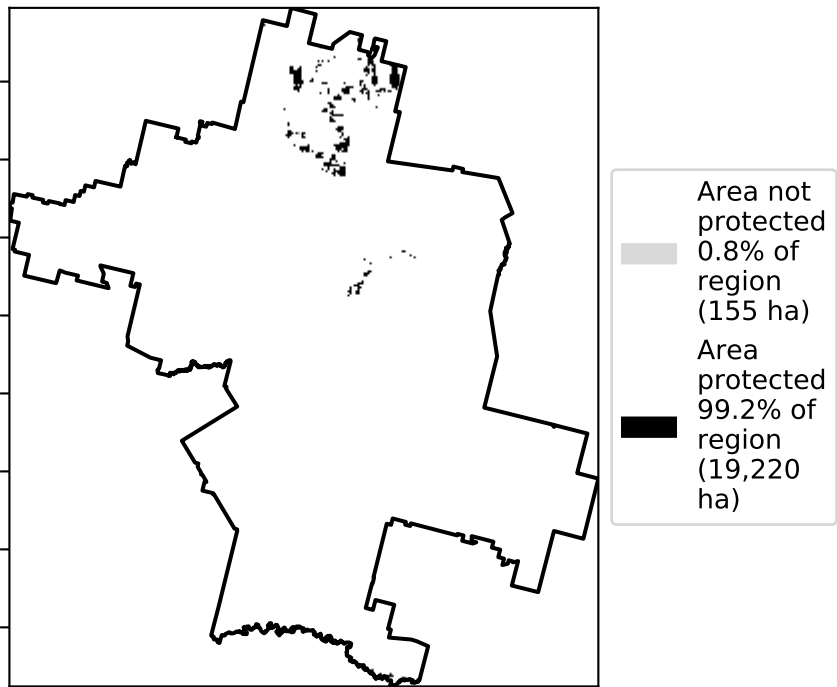 Area not
protected
0.8% of
region
(155 ha)
Area
protected
99.2% of
region
(19,220
ha)